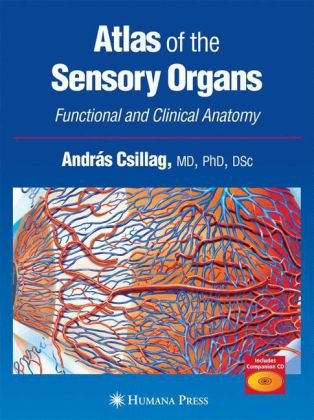 Atlas of the
Sensory Organs
Functional and Clinical Anatomy
András Csillag, MD, PhD, DSc
Includes
Companion CD
HUMANA PRESS